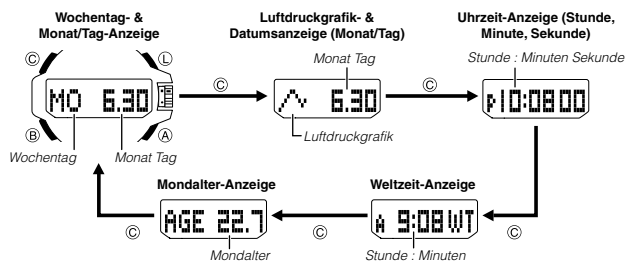 Wochentag- &
Monat/Tag-Anzeige
Luftdruckgrafik- &
Datumsanzeige (Monat/Tag)
Uhrzeit-Anzeige (Stunde,
Minute, Sekunde)
C
L
MO 6.30
B
A
Wochentag
Monat Tag
C
Monat Tag
6.30
Luftdruckgrafik
C
Stunde : Minuten Sekunde
P 10:08 00
Mondalter-Anzeige
Weltzeit-Anzeige
C
AGE 22.7
C
A 9:08 WT
C
Mondalter
Stunde : Minuten